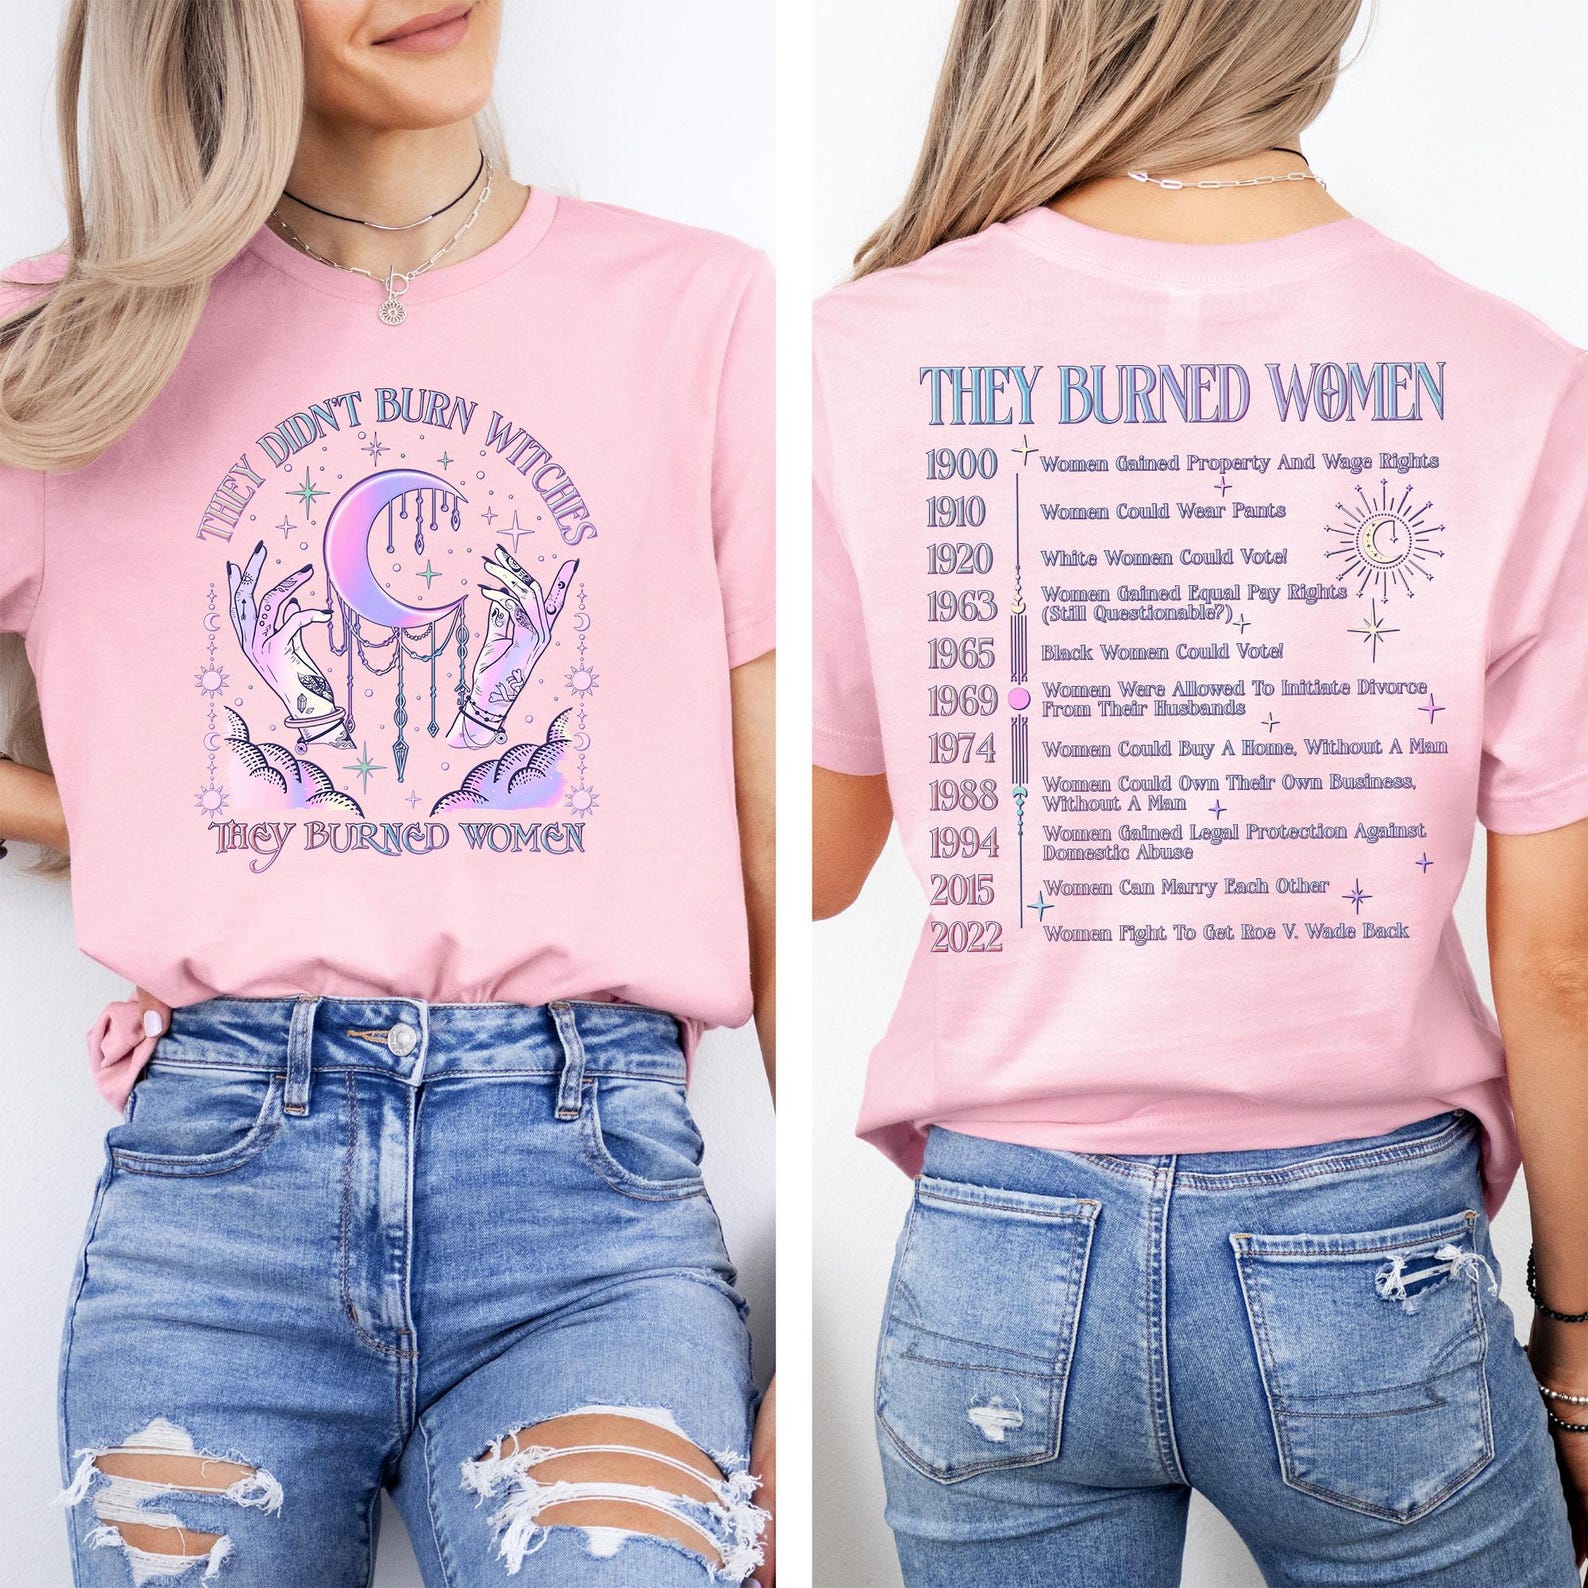 THEY DIDN'T BURN WITCHES
THEY BURNED WOMEN
THEY BURNED WOMEN
1900 Women Gained Property And Wage Rights
1910 Women Could Wear Pants
1920 White Women Could Vote!
1963 Women Gained Equal Pay Rights
(Still Questionable?)
1965 Black Women Could Vote!
1969 Women Were Allowed To Initiate Divorce
From Their Husbands
1974 Women Could Buy A Home, Without A Man
1988 Women Could Own Their Own Business,
Without A Man
1994 Women Gained Legal Protection Against
Domestic Abuse
2015 Women Can Marry Each Other
2022 Women Fight To Get Roe V. Wade Back